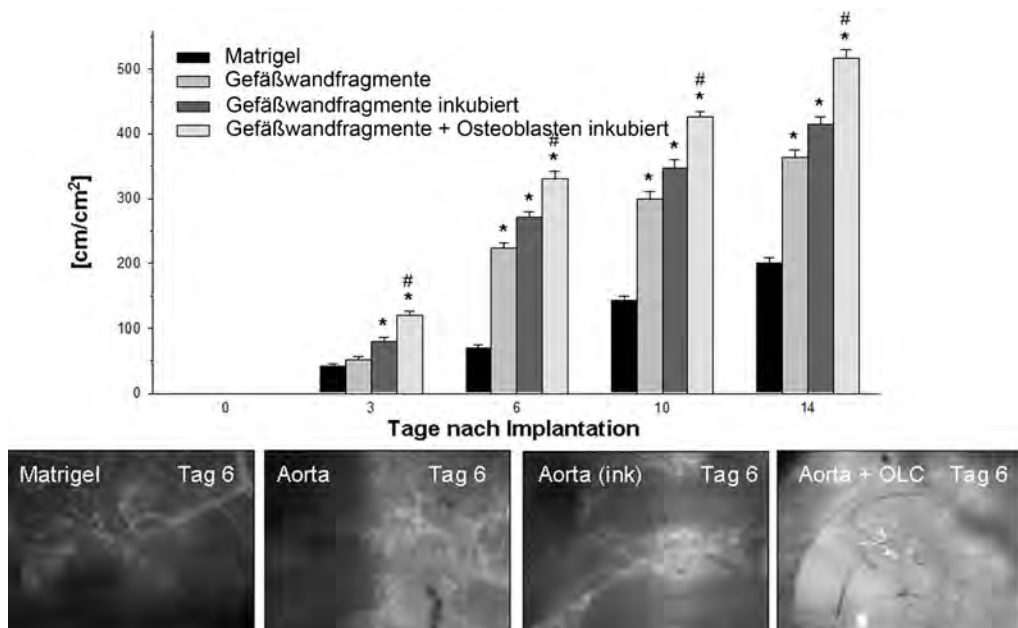 Matrigel
Gefäßwandfragmente
Gefäßwandfragmente inkubiert
Gefäßwandfragmente + Osteoblasten inkubiert
[cm/cm²]
500
400
300
200
100
0
* # *
* * # *
* * # *
* * # *
0 3 6 10 14
Tage nach Implantation
Matrigel Tag 6
Aorta Tag 6
Aorta (ink) Tag 6
Aorta + OLC Tag 6